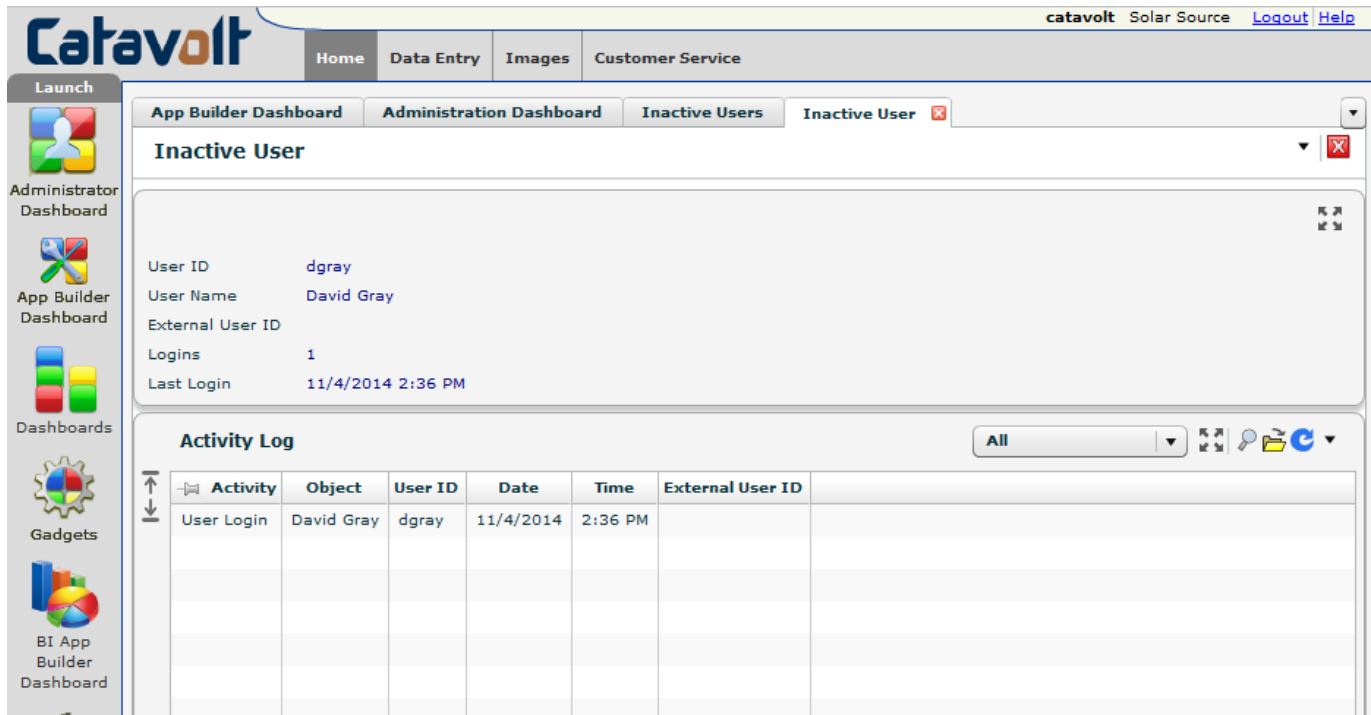 Catavolt
catavolt Solar Source Logout Help
Home Data Entry Images Customer Service
Launch
Administrator
Dashboard
App Builder
Dashboard
Dashboards
Gadgets
BI App
Builder
Dashboard
App Builder Dashboard Administration Dashboard Inactive Users Inactive User
Inactive User
User ID dgray
User Name David Gray
External User ID
Logins 1
Last Login 11/4/2014 2:36 PM
Activity Log All
Activity Object User ID Date Time External User ID
User Login David Gray dgray 11/4/2014 2:36 PM